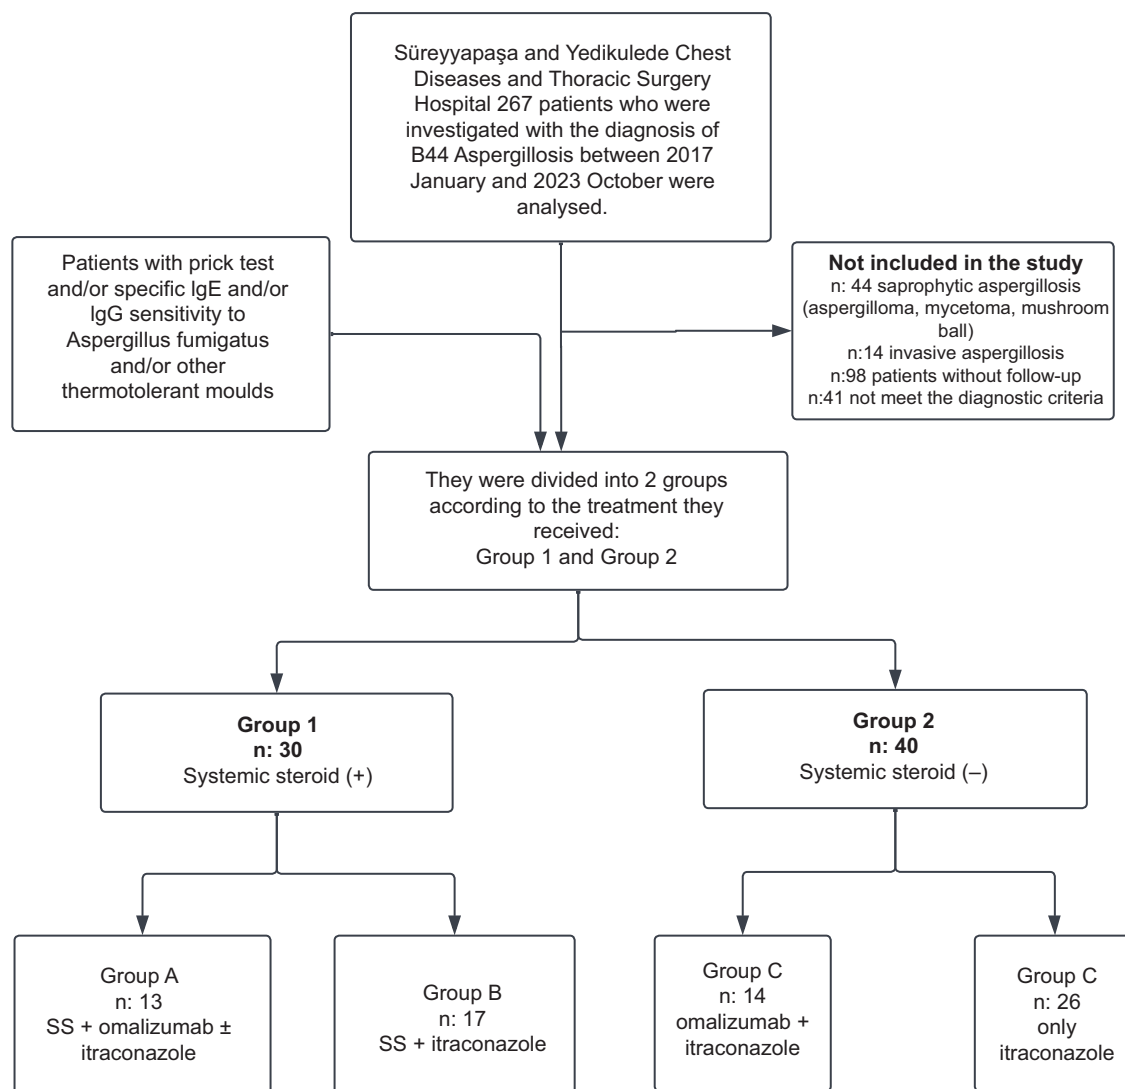 Süreyyapaşa and Yedikulede Chest
Diseases and Thoracic Surgery
Hospital 267 patients who were
investigated with the diagnosis of
B44 Aspergillosis between 2017
January and 2023 October were
analysed.
Patients with prick test
and/or specific IgE and/or
IgG sensitivity to
Aspergillus fumigatus
and/or other
thermotolerant moulds
Not included in the study
n: 44 saprophytic aspergillosis
(aspergilloma, mycetoma, mushroom
ball)
n:14 invasive aspergillosis
n:98 patients without follow-up
n:41 not meet the diagnostic criteria
They were divided into 2 groups
according to the treatment they
received:
Group 1 and Group 2
Group 1
n: 30
Systemic steroid (+)
Group 2
n: 40
Systemic steroid (–)
Group A
n: 13
SS + omalizumab ±
itraconazole
Group B
n: 17
SS + itraconazole
Group C
n: 14
omalizumab +
itraconazole
Group C
n: 26
only
itraconazole